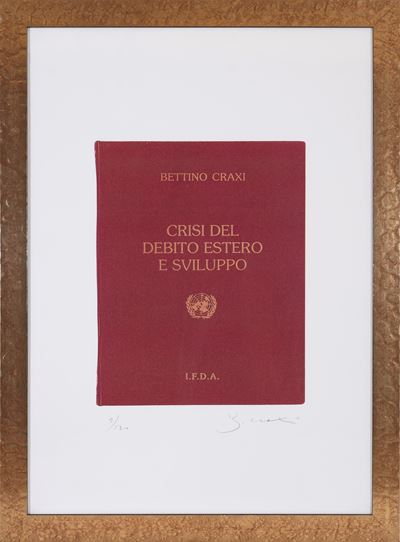 BETTINO CRAXI
CRISI DEL
DEBITO ESTERO
E SVILUPPO
I.F.D.A.